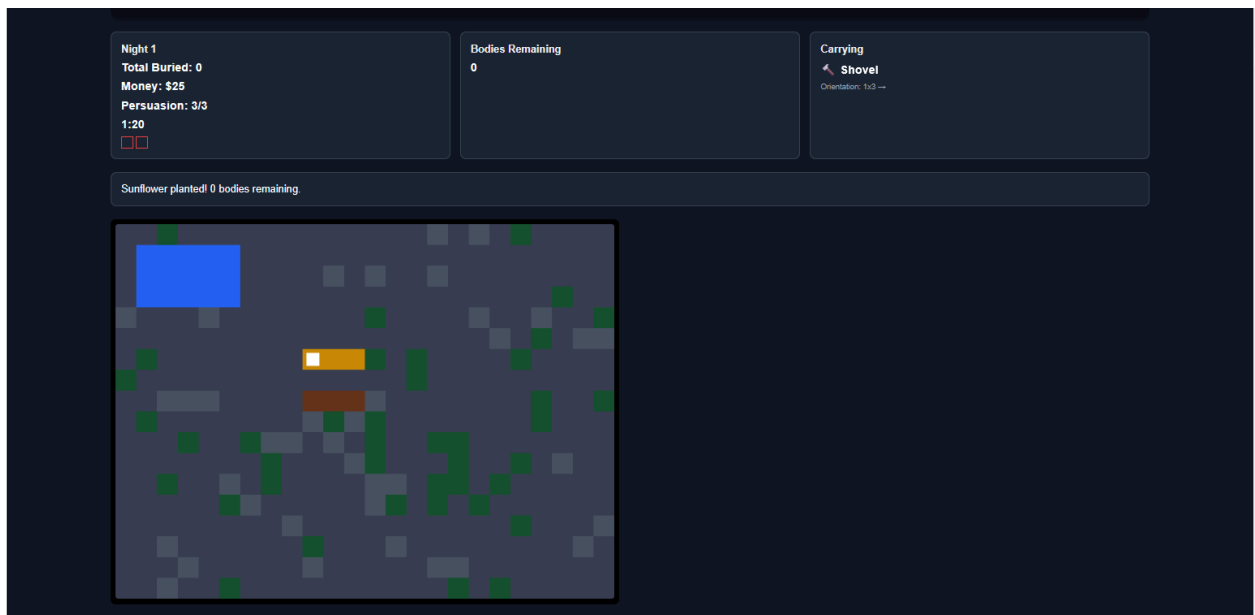 Night 1
Total Buried: 0
Money: $25
Persuasion: 3/3
1:20
Bodies Remaining
0
Carrying
🔨 Shovel
Orientation: 1x3 →
Sunflower planted! 0 bodies remaining.